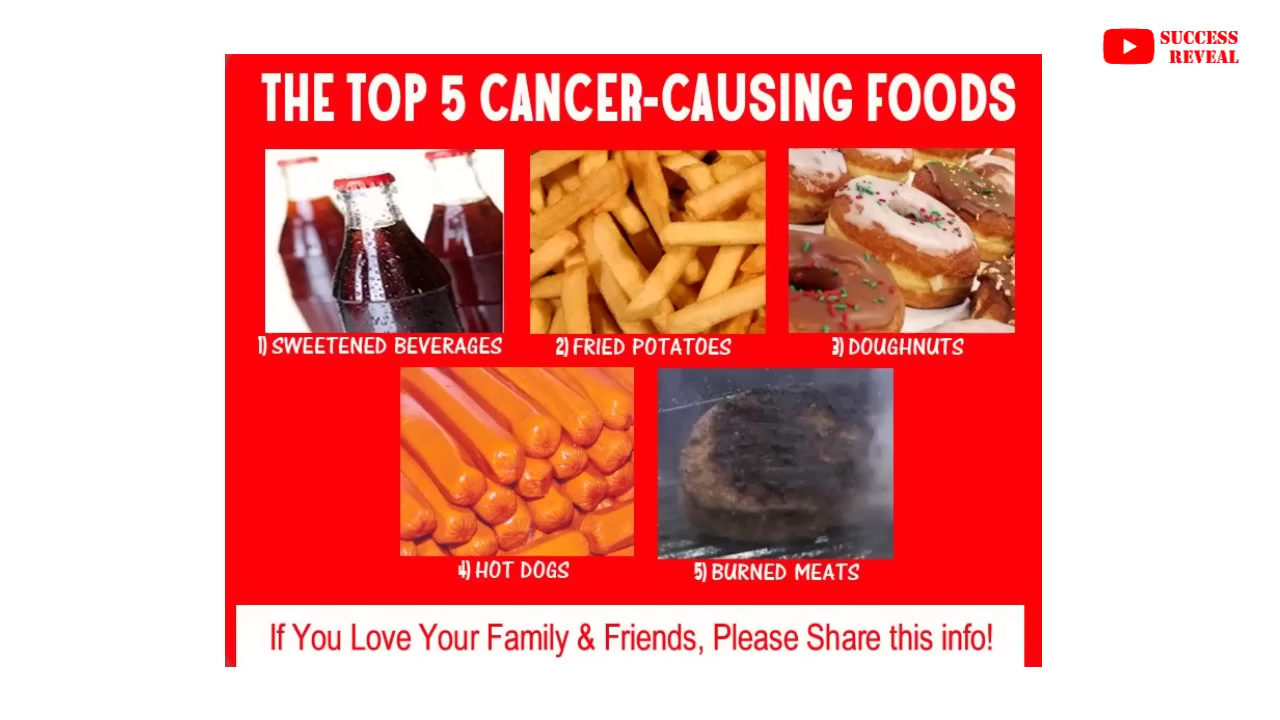 SUCCESS
REVEAL
THE TOP 5 CANCER-CAUSING FOODS
1) SWEETENED BEVERAGES
2) FRIED POTATOES
3) DOUGHNUTS
4) HOT DOGS
5) BURNED MEATS
If You Love Your Family & Friends, Please Share this info!